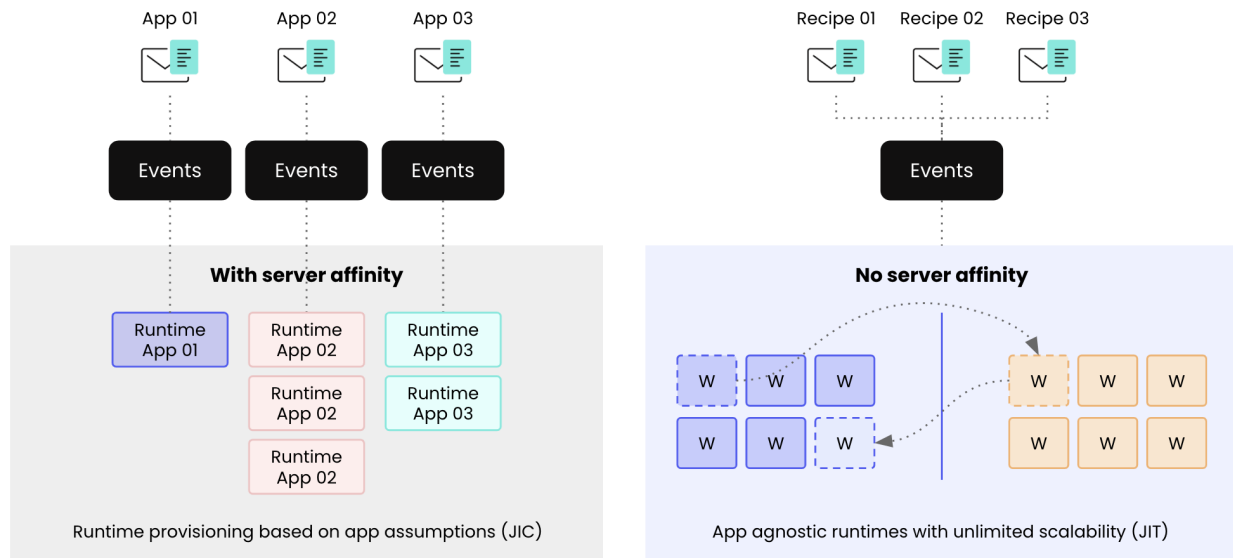 App 01
App 02
App 03
Events
Events
Events
With server affinity
Runtime
App 01
Runtime
App 02
Runtime
App 03
Runtime
App 02
Runtime
App 03
Runtime
App 02
Runtime provisioning based on app assumptions (JIC)
Recipe 01
Recipe 02
Recipe 03
Events
No server affinity
W
W
W
W
W
W
W
W
W
W
W
W
App agnostic runtimes with unlimited scalability (JIT)